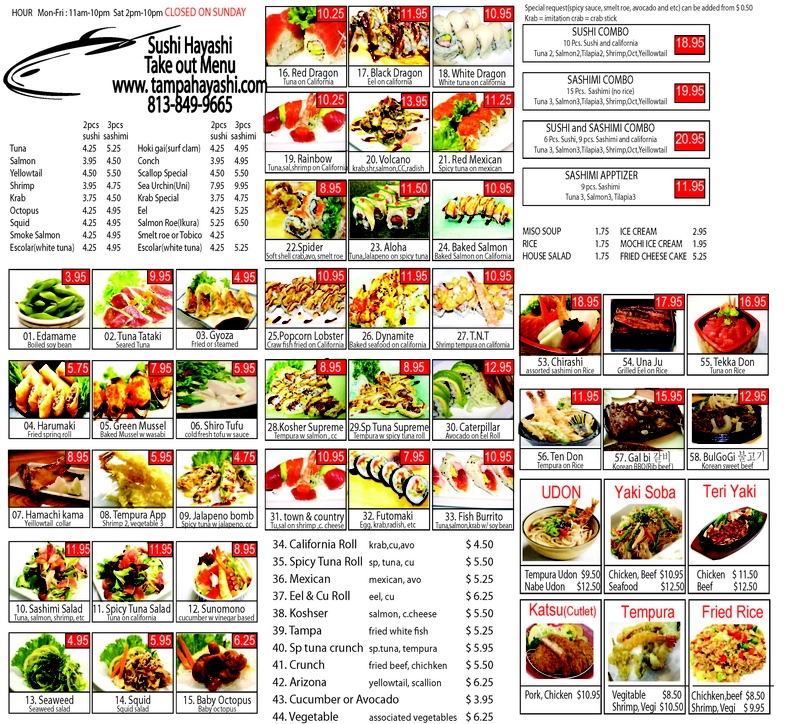 HOUR Mon-Fri : 11am-10pm Sat 2pm-10pm CLOSED ON SUNDAY
Sushi Hayashi
Take out Menu
www.tampahayashi.com
813-849-9665
2pcs 3pcs
sushi sashimi
Tuna 4.25 5.25
Salmon 3.95 4.50
Yellowtail 4.50 5.50
Shrimp 3.95 4.75
Krab 3.75 4.50
Octopus 4.25 4.95
Squid 4.25 4.95
Smoke Salmon 4.25 4.95
Escolar(white tuna) 4.25 4.95
2pcs 3pcs
sushi sashimi
Hoki gai(surf clam) 4.25 4.95
Conch 3.95 4.95
Scallop Special 4.50 5.50
Sea Urchin(Uni) 7.95 9.95
Krab Special 3.75 4.75
Eel 4.25 5.25
Salmon Roe(Ikura) 5.25 6.50
Smelt roe or Tobico 4.25
Escolar(white tuna) 4.25 5.25
3.95
01. Edamame
Boiled soy bean
9.95
02. Tuna Tataki
Seared Tuna
4.95
03. Gyoza
Fried or steamed
5.75
04. Harumaki
Fried spring roll
7.95
05. Green Mussel
Baked Mussel w wasabi
5.95
06. Shiro Tufu
cold fresh tofu w sauce
8.95
07. Hamachi kama
Yeillowtail collar
5.95
08. Tempura App
Shrimp 2, vegetable 3
4.75
09. Jalapeno bomb
Spicy tuna w jalapeno, cc
11.95
10. Sashimi Salad
Tuna, salmon, shrimp, etc
11.95
11. Spicy Tuna Salad
Tuna on california
8.95
12. Sunomono
cucumber w vinegar based
4.95
13. Seaweed
Seaweed salad
5.95
14. Squid
Squid salad
6.25
15. Baby Octopus
Baby octopus
10.25
16. Red Dragon
Tuna on California
11.95
17. Black Dragon
Eel on California
10.95
18. White Dragon
White tuna on California
10.25
19. Rainbow
Tuna,sal,shrimp on California
13.95
20. Volcano
krab,shr,salmon,CC,radish
11.25
21. Red Mexican
Spicy tuna on mexican
8.95
22.Spider
Soft shell crab,avo, smelt roe
11.50
23. Aloha
Tuna,Jalapeno on spicy tuna
10.95
24. Baked Salmon
Baked Salmon on California
10.95
25.Popcorn Lobster
Craw fish fried on California
11.95
26. Dynamite
Baked seafood on california
10.95
27. T.N.T
Shrimp tempura on califonia
8.95
28.Kosher Supreme
Tempura w salmon , cc
8.95
29.Sp Tuna Supreme
Tempura w spicy tuna roll
12.95
30. Caterpillar
Avocado on Eel Roll
10.95
31. town & country
Tu,sal on shrimp ,c. cheese
7.95
32. Futomaki
Egg, krab,radish, etc
10.95
33. Fish Burrito
Tuna,salmon,krab w soy bean
34. California Roll krab,cu,avo $ 4.50
35. Spicy Tuna Roll sp, tuna, cu $ 5.50
36. Mexican mexican, avo $ 5.25
37. Eel & Cu Roll eel, cu $ 6.25
38. Koshser salmon, c.cheese $ 5.50
39. Tampa fried white fish $ 5.25
40. Sp tuna crunch sp.tuna, tempura $ 5.95
41. Crunch fried beef, chichken $ 5.50
42. Arizona yellowtail, scallion $ 6.25
43. Cucumber or Avocado $ 3.95
44. Vegetable associated vegetables $ 6.25
Special request(spicy sauce, smelt roe, avocado and etc) can be added from $ 0.50
Krab = imitation crab = crab stick
SUSHI COMBO
10 Pcs. Sushi and california
Tuna 2, Salmon2,Tilapia2, Shrimp,Oct,Yeillowtail
18.95
SASHIMI COMBO
15 Pcs. Sashimi (no rice)
Tuna 3, Salmon3,Tilapia3, Shrimp,Oct,Yeillowtail
19.95
SUSHI and SASHIMI COMBO
6 Pcs. Sushi, 9 pcs. Sashimi and california
Tuna 3, Salmon3,Tilapia3, Shrimp,Oct,Yeillowtail
20.95
SASHIMI APPTIZER
9 pcs. Sashimi
Tuna 3, Salmon3, Tilapia3
11.95
MISO SOUP 1.75 ICE CREAM 2.95
RICE 1.75 MOCHI ICE CREAM 1.95
HOUSE SALAD 1.75 FRIED CHEESE CAKE 5.25
18.95
53. Chirashi
assorted sashimi on Rice
17.95
54. Una Ju
Grilled Eel on Rice
16.95
55. Tekka Don
Tuna on Rice
11.95
56. Ten Don
Tempura on Rice
15.95
57. Gal bi 갈비
Korean BBQ(Rib beef)
12.95
58. BulGoGi 불고기
Korean sweet beef
UDON
Tempura Udon $9.50
Nabe Udon $12.50
Yaki Soba
Chicken, Beef $10.95
Seafood $12.50
Teri Yaki
Chicken $ 11.50
Beef $12.50
Katsu(Cutlet)
Pork, Chicken $10.95
Tempura
Vegitable $8.50
Shrimp, Vegi $10.50
Fried Rice
Chichken,beef $8.50
Shrimp, Vegi $ 9.95